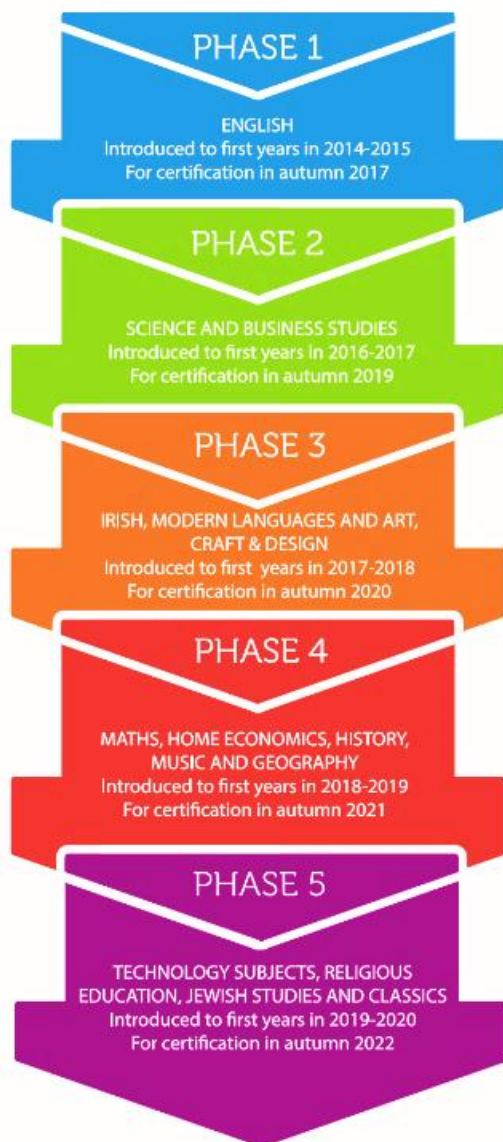 PHASE 1
ENGLISH
Introduced to first years in 2014-2015
For certification in autumn 2017
PHASE 2
SCIENCE AND BUSINESS STUDIES
Introduced to first years in 2016-2017
For certification in autumn 2019
PHASE 3
IRISH, MODERN LANGUAGES AND ART,
CRAFT & DESIGN
Introduced to first years in 2017-2018
For certification in autumn 2020
PHASE 4
MATHS, HOME ECONOMICS, HISTORY,
MUSIC AND GEOGRAPHY
Introduced to first years in 2018-2019
For certification in autumn 2021
PHASE 5
TECHNOLOGY SUBJECTS, RELIGIOUS
EDUCATION, JEWISH STUDIES AND CLASSICS
Introduced to first years in 2019-2020
For certification in autumn 2022